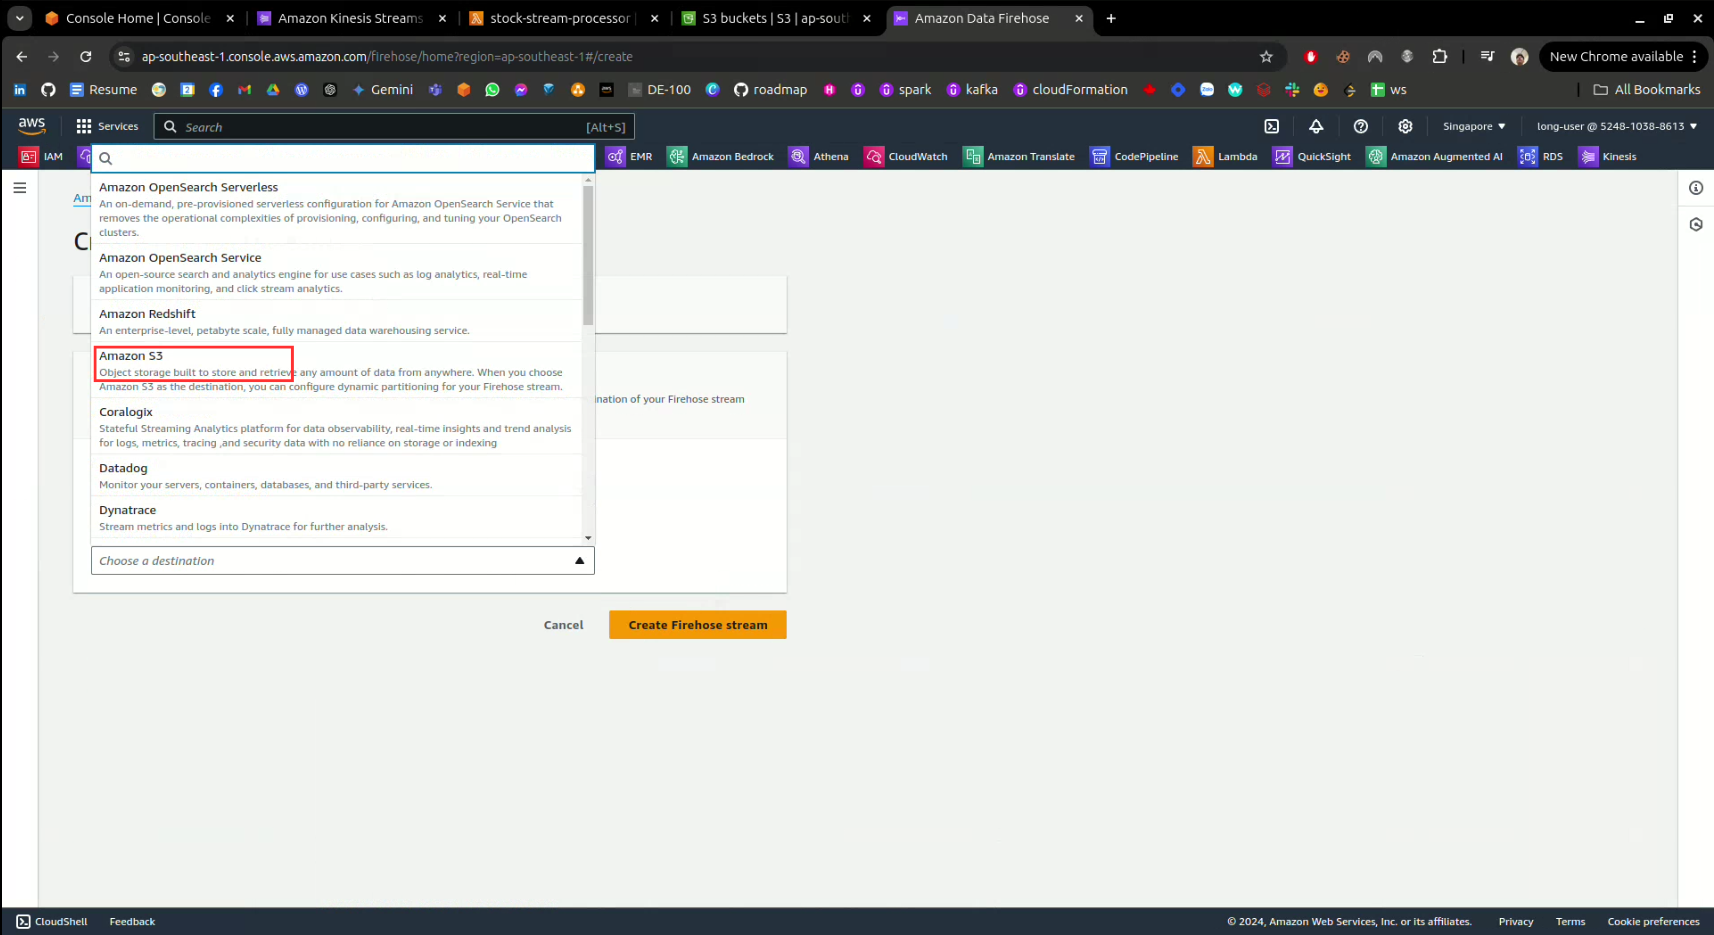 Console Home | Console
Amazon Kinesis Streams
stock-stream-processor
S3 buckets | S3 | ap-south
Amazon Data Firehose
ap-southeast-1.console.aws.amazon.com/firehose/home?region=ap-southeast-1#/create
New Chrome available
Resume
Gemini
DE-100
roadmap
spark
kafka
cloudFormation
ws
All Bookmarks
aws
Services
Search
[Alt+S]
Singapore
long-user @ 5248-1038-8613
IAM
EMR
Amazon Bedrock
Athena
CloudWatch
Amazon Translate
CodePipeline
Lambda
QuickSight
Amazon Augmented AI
RDS
Kinesis
Am
Cr
Amazon OpenSearch Serverless
An on-demand, pre-provisioned serverless configuration for Amazon OpenSearch Service that
removes the operational complexities of provisioning, configuring, and tuning your OpenSearch
clusters.
Amazon OpenSearch Service
An open-source search and analytics engine for use cases such as log analytics, real-time
application monitoring, and click stream analytics.
Amazon Redshift
An enterprise-level, petabyte scale, fully managed data warehousing service.
Amazon S3
Object storage built to store and retrieve any amount of data from anywhere. When you choose
Amazon S3 as the destination, you can configure dynamic partitioning for your Firehose stream.
ination of your Firehose stream
Coralogix
Stateful Streaming Analytics platform for data observability, real-time insights and trend analysis
for logs, metrics, tracing ,and security data with no reliance on storage or indexing
Datadog
Monitor your servers, containers, databases, and third-party services.
Dynatrace
Stream metrics and logs into Dynatrace for further analysis.
Choose a destination
Cancel
Create Firehose stream
CloudShell
Feedback
© 2024, Amazon Web Services, Inc. or its affiliates.
Privacy
Terms
Cookie preferences